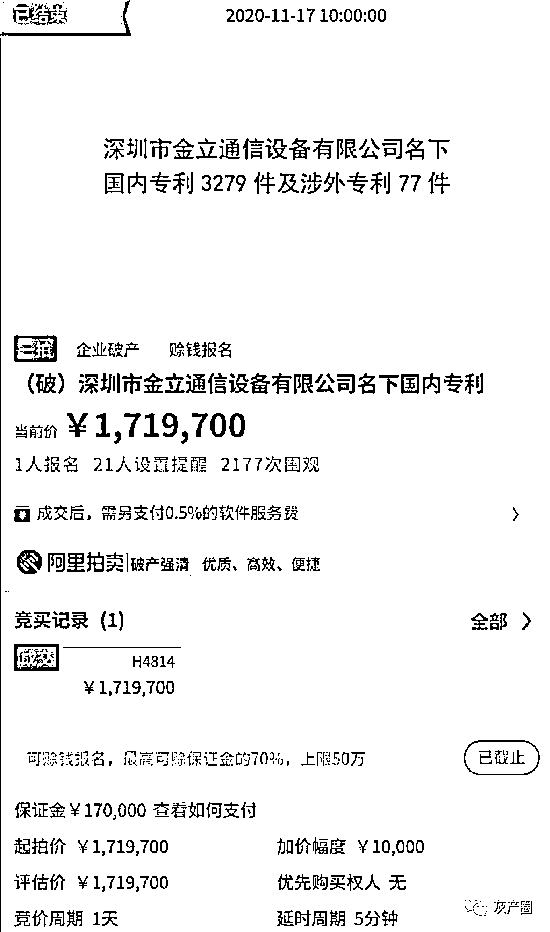 已结束
2020-11-17 10:00:00
深圳市金立通信设备有限公司名下
国内专利 3279 件及涉外专利 77 件
二拍 企业破产 赊钱报名
（破）深圳市金立通信设备有限公司名下国内专利
当前价 ￥1,719,700
1人报名 21人设置提醒 2177次围观
成交后，需另支付0.5%的软件服务费
阿里拍卖 破产强清 优质、高效、便捷
竞买记录 (1) 全部
成交 H4814
￥1,719,700
可赊钱报名，最高可赊保证金的70%，上限50万 已截止
保证金￥170,000 查看如何支付
起拍价 ￥1,719,700 加价幅度 ￥10,000
评估价 ￥1,719,700 优先购买权人 无
竞价周期 1天 延时周期 5分钟
灰产圈